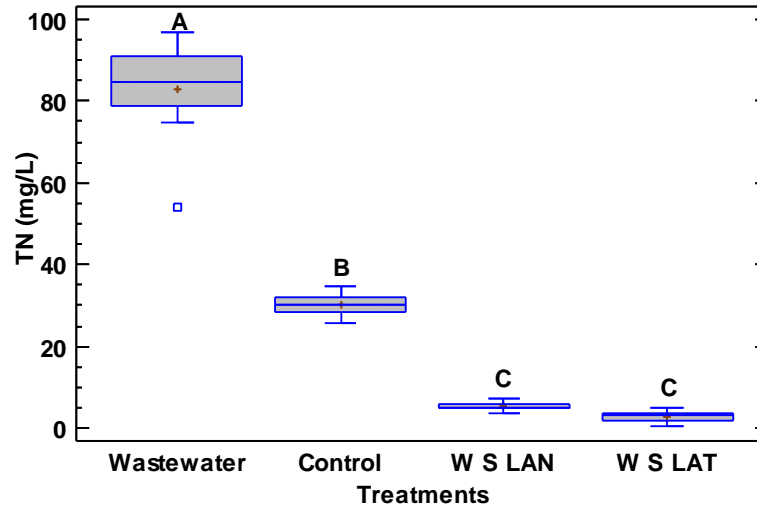 100
80
60
40
20
0
TN (mg/L)
A
B
C
C
Wastewater Control W S LAN W S LAT
Treatments